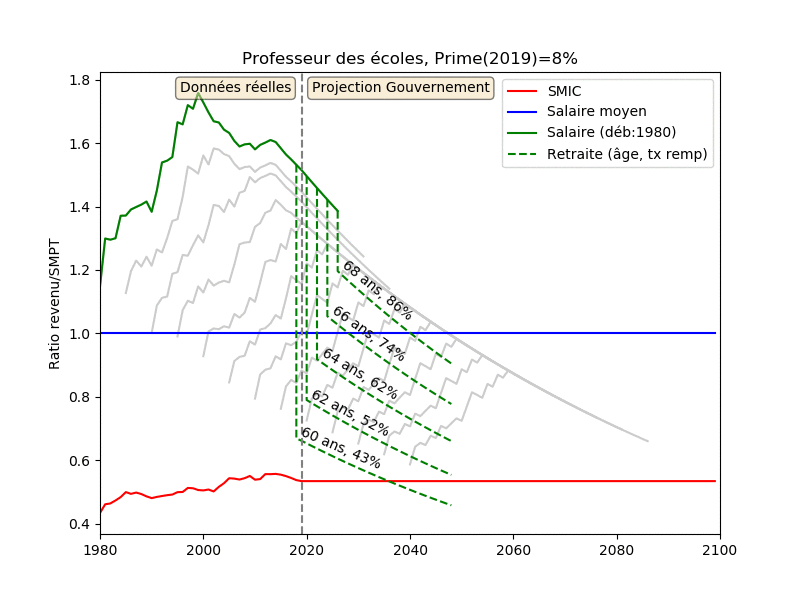 Professeur des écoles, Prime(2019)=8%
Données réelles
Projection Gouvernement
SMIC
Salaire moyen
Salaire (déb:1980)
Retraite (âge, tx remp)
Ratio revenu/SMPT
1.8
1.6
1.4
1.2
1.0
0.8
0.6
0.4
68 ans, 86%
66 ans, 74%
64 ans, 62%
62 ans, 52%
60 ans, 43%
1980
2000
2020
2040
2060
2080
2100